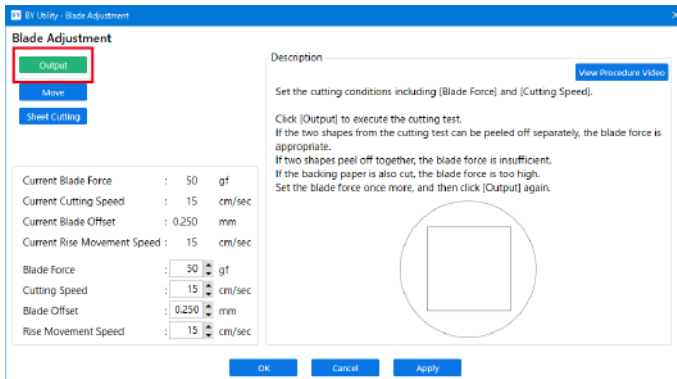 BY BY Utility - Blade Adjustment
Blade Adjustment
Output
Move
Sheet Cutting
Current Blade Force : 50 gf
Current Cutting Speed : 15 cm/sec
Current Blade Offset : 0.250 mm
Current Rise Movement Speed : 15 cm/sec
Blade Force : 50 gf
Cutting Speed : 15 cm/sec
Blade Offset : 0.250 mm
Rise Movement Speed : 15 cm/sec
Description
View Procedure Video
Set the cutting conditions including [Blade Force] and [Cutting Speed].
Click [Output] to execute the cutting test.
If the two shapes from the cutting test can be peeled off separately, the blade force is
appropriate.
If two shapes peel off together, the blade force is insufficient.
If the backing paper is also cut, the blade force is too high.
Set the blade force once more, and then click [Output] again.
OK Cancel Apply